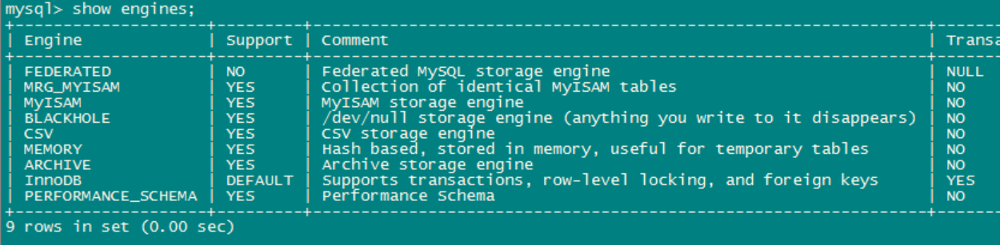 mysql> show engines;
+--------------------+---------+----------------------------------------------------------------+-------
| Engine | Support | Comment | Transa
+--------------------+---------+----------------------------------------------------------------+-------
| FEDERATED | NO | Federated MySQL storage engine | NULL
| MRG_MYISAM | YES | Collection of identical MyISAM tables | NO
| MyISAM | YES | MyISAM storage engine | NO
| BLACKHOLE | YES | /dev/null storage engine (anything you write to it disappears) | NO
| CSV | YES | CSV storage engine | NO
| MEMORY | YES | Hash based, stored in memory, useful for temporary tables | NO
| ARCHIVE | YES | Archive storage engine | NO
| InnoDB | DEFAULT | Supports transactions, row-level locking, and foreign keys | YES
| PERFORMANCE_SCHEMA | YES | Performance Schema | NO
+--------------------+---------+----------------------------------------------------------------+-------
9 rows in set (0.00 sec)